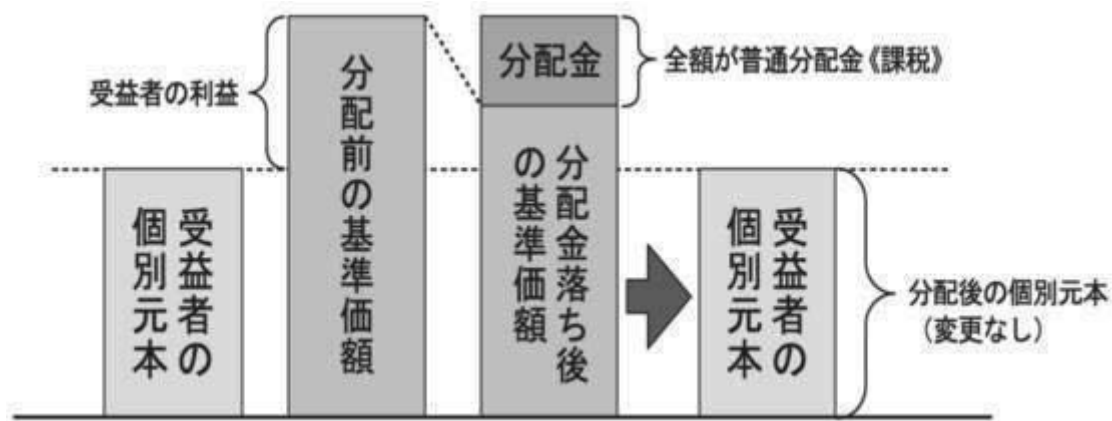 受益者の利益
受益者の
個別元本
分配前の基準価額
分配金
全額が普通分配金《課税》
分配金落ち後
の基準価額
受益者の
個別元本
分配後の個別元本
（変更なし）